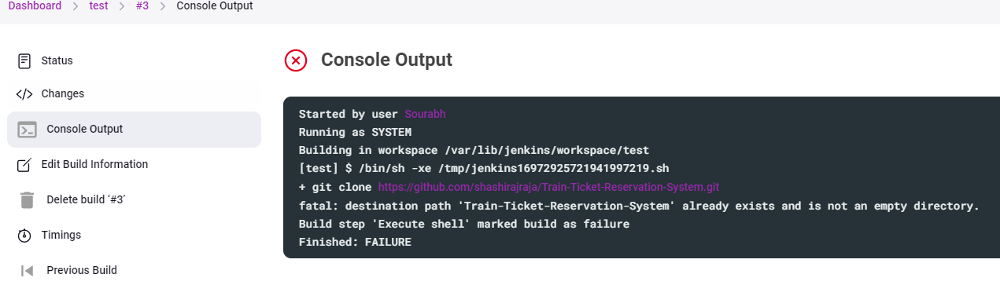 Dashboard > test > #3 > Console Output
Status
Changes
Console Output
Edit Build Information
Delete build ‘#3’
Timings
Previous Build
Console Output
Started by user Sourabh
Running as SYSTEM
Building in workspace /var/lib/jenkins/workspace/test
[test] $ /bin/sh -xe /tmp/jenkins16972925721941997219.sh
+ git clone https://github.com/shashirajraja/Train-Ticket-Reservation-System.git
fatal: destination path 'Train-Ticket-Reservation-System' already exists and is not an empty directory.
Build step 'Execute shell' marked build as failure
Finished: FAILURE